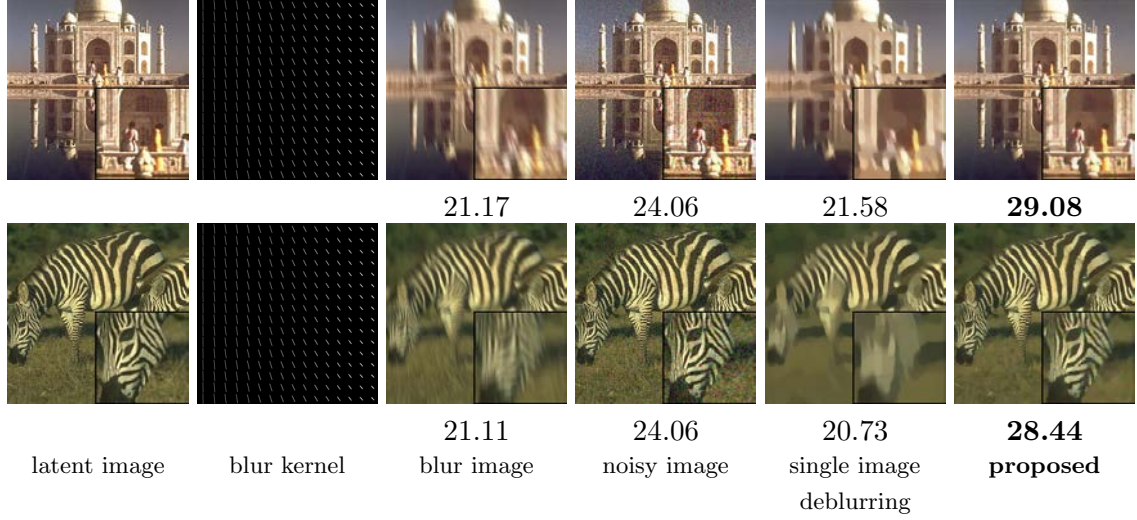 21.17 24.06 21.58 29.08
21.11 24.06 20.73 28.44
latent image blur kernel blur image noisy image single image proposed
deblurring